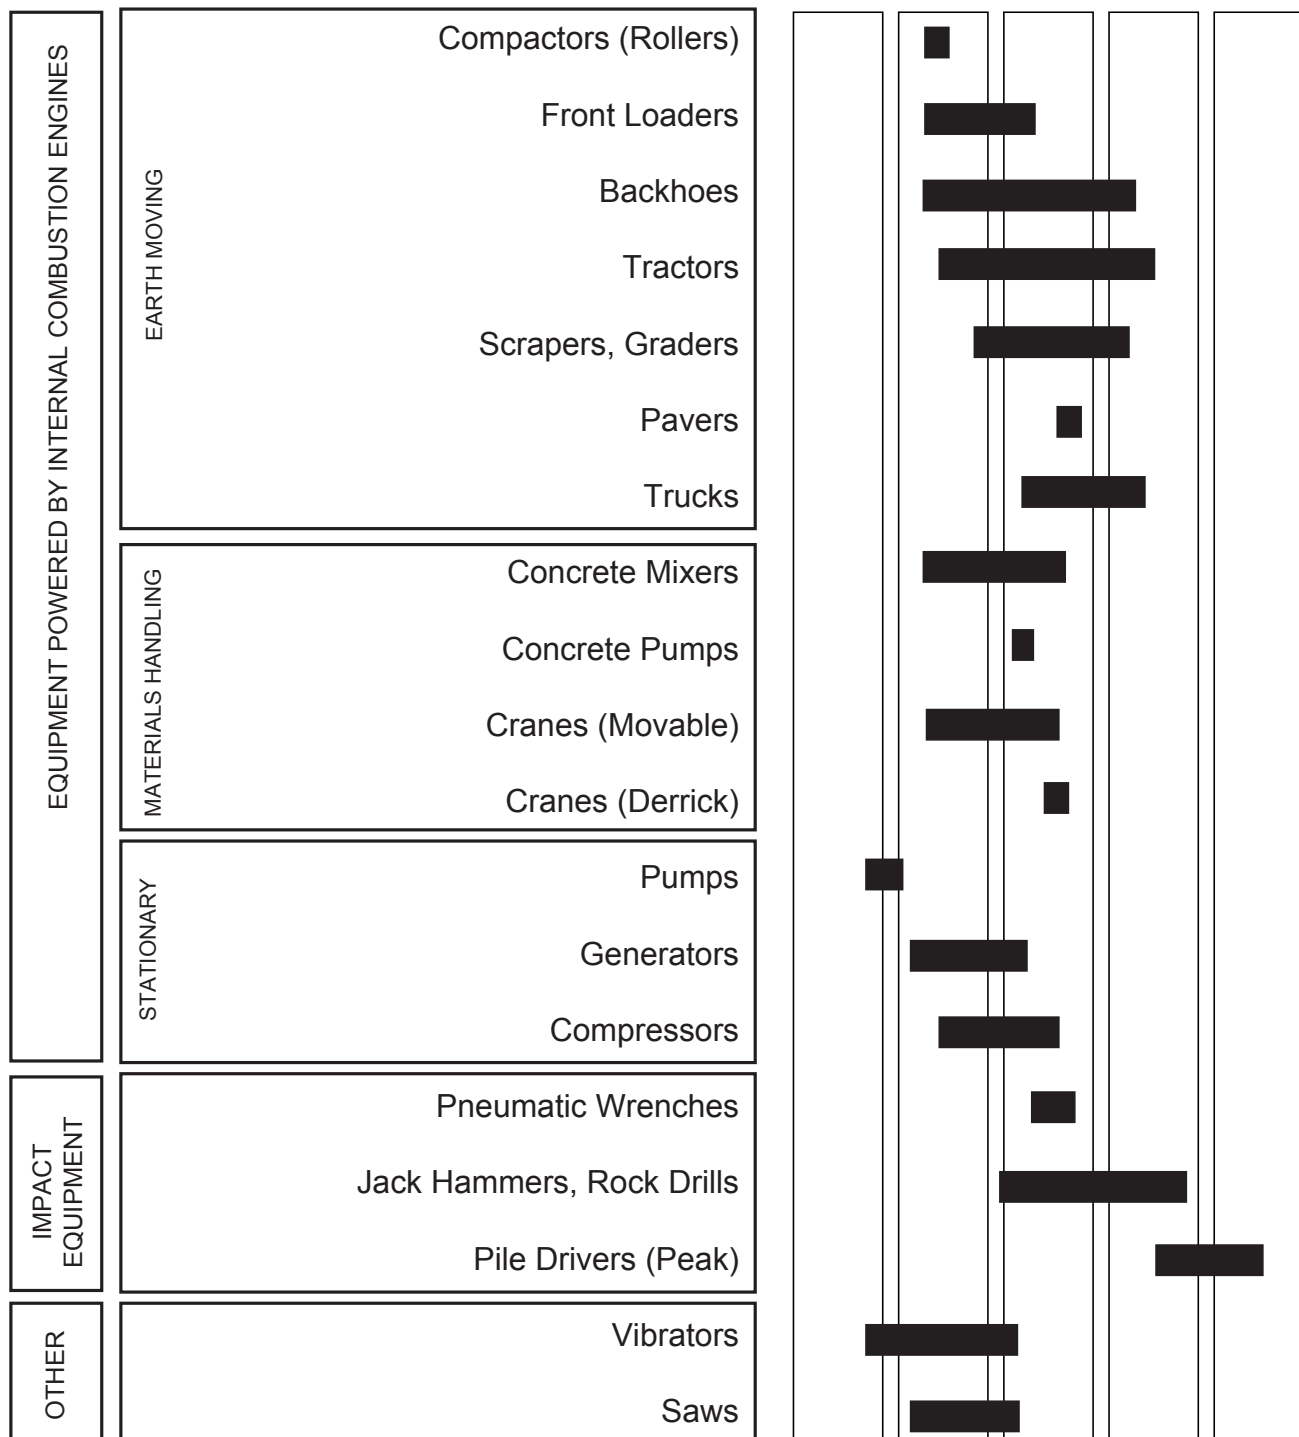 EQUIPMENT POWERED BY INTERNAL COMBUSTION ENGINES
EARTH MOVING
Compactors (Rollers)
Front Loaders
Backhoes
Tractors
Scrapers, Graders
Pavers
Trucks
MATERIALS HANDLING
Concrete Mixers
Concrete Pumps
Cranes (Movable)
Cranes (Derrick)
STATIONARY
Pumps
Generators
Compressors
IMPACT
EQUIPMENT
Pneumatic Wrenches
Jack Hammers, Rock Drills
Pile Drivers (Peak)
OTHER
Vibrators
Saws